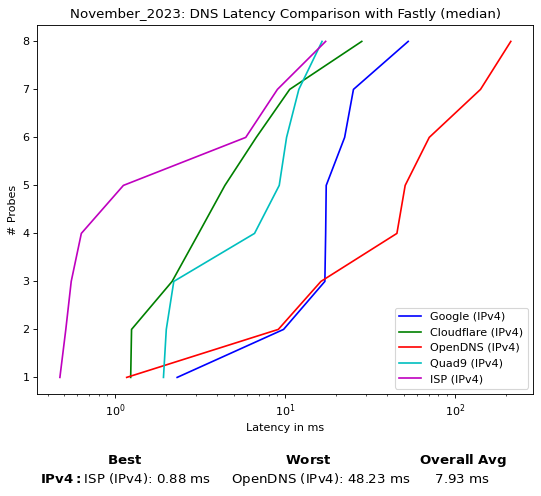 November_2023: DNS Latency Comparison with Fastly (median)
8
7
6
5
4
3
2
1
# Probes
10⁰
10¹
10²
Latency in ms
Google (IPv4)
Cloudflare (IPv4)
OpenDNS (IPv4)
Quad9 (IPv4)
ISP (IPv4)
Best Worst Overall Avg
IPv4: ISP (IPv4): 0.88 ms OpenDNS (IPv4): 48.23 ms 7.93 ms